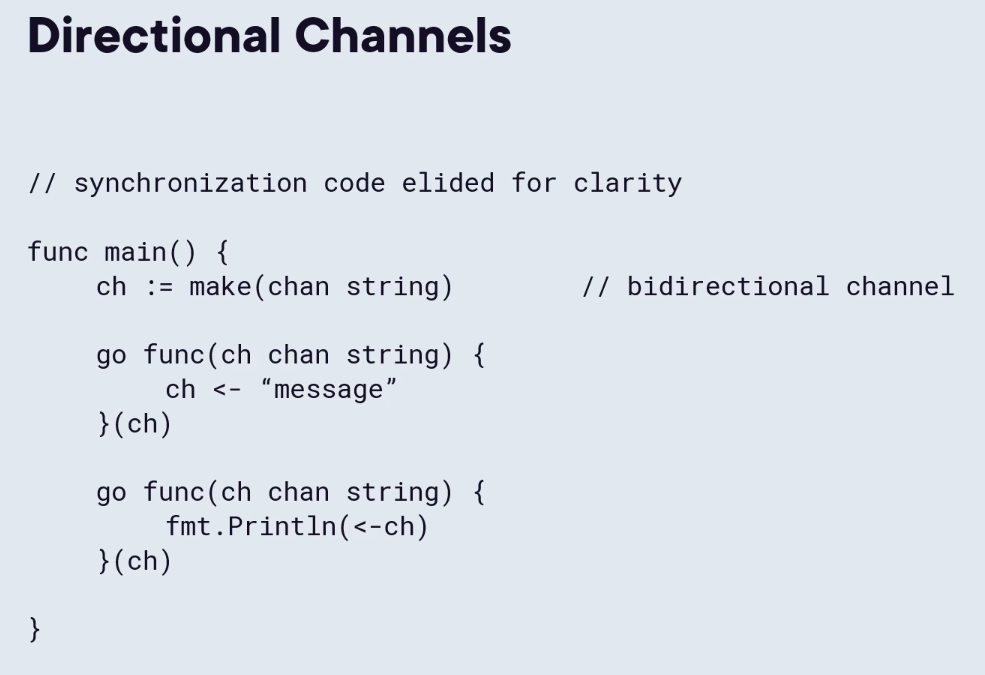 Directional Channels
// synchronization code elided for clarity
func main() {
ch := make(chan string) // bidirectional channel
go func(ch chan string) {
ch <- “message”
}(ch)
go func(ch chan string) {
fmt.Println(<-ch)
}(ch)
}